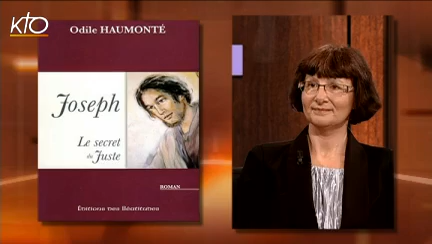 KTO
Odile HAUMONTÉ
Joseph
Le secret
du Juste
ROMAN
Éditions des Béatitudes